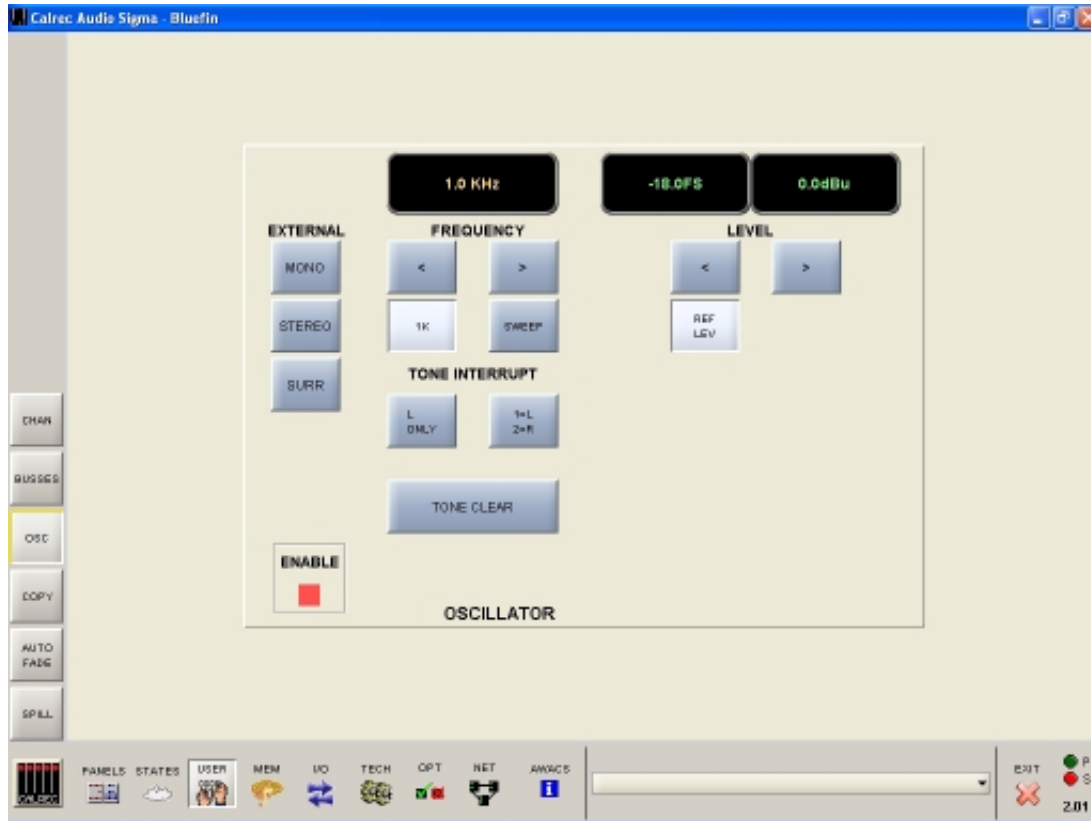 Calrec Audio Sigma - Bluefin
1.0 KHz
-18.0FS
0.0dBu
EXTERNAL
FREQUENCY
LEVEL
MONO
<
>
<
>
STEREO
1K
SWEEP
REF
LEV
SURR
TONE INTERRUPT
L
ONLY
1=L
2=R
TONE CLEAR
ENABLE
OSCILLATOR
CHAN
BUSSES
OSC
COPY
AUTO
FADE
SPILL
CALREC
PANELS
STATES
USER
MEM
I/O
TECH
OPT
NET
AWACS
EXIT
P
S
2.01